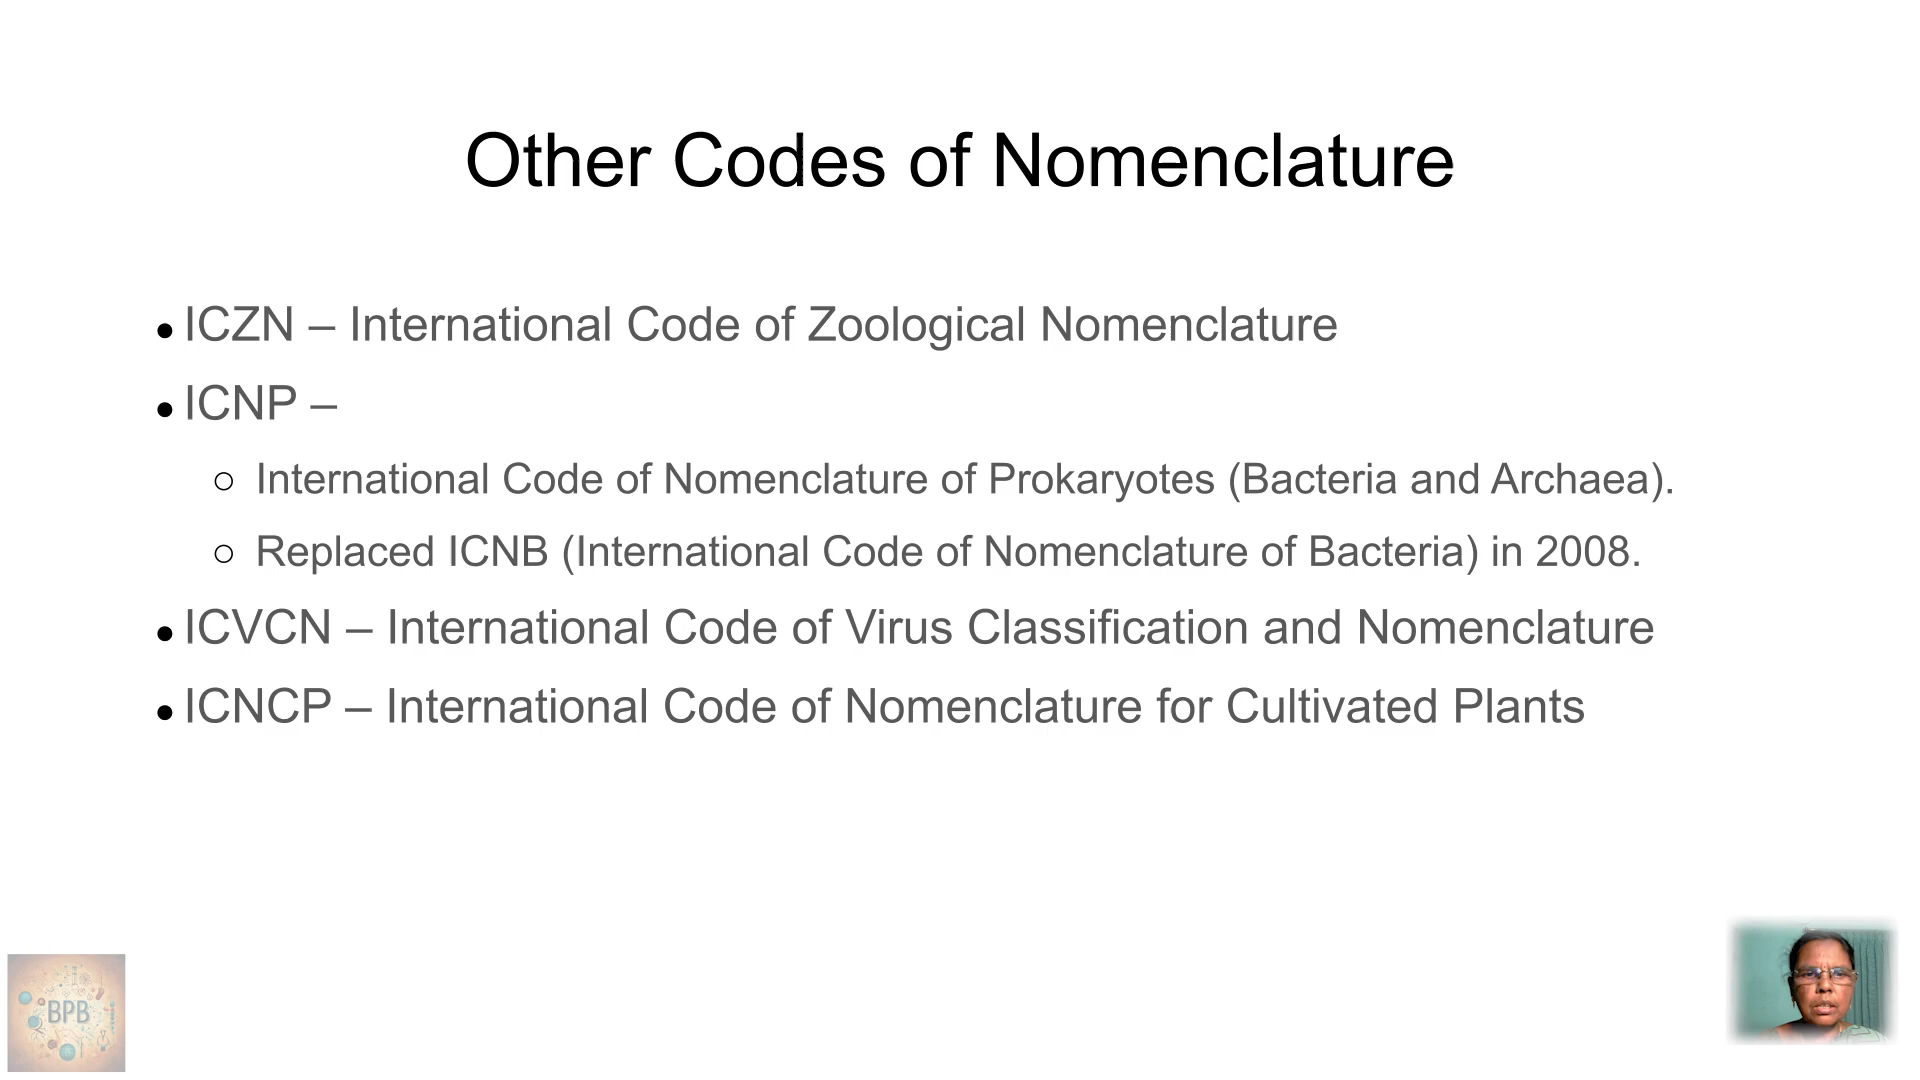 Other Codes of Nomenclature
● ICZN – International Code of Zoological Nomenclature
● ICNP –
○ International Code of Nomenclature of Prokaryotes (Bacteria and Archaea).
○ Replaced ICNB (International Code of Nomenclature of Bacteria) in 2008.
● ICVCN – International Code of Virus Classification and Nomenclature
● ICNCP – International Code of Nomenclature for Cultivated Plants
BPB